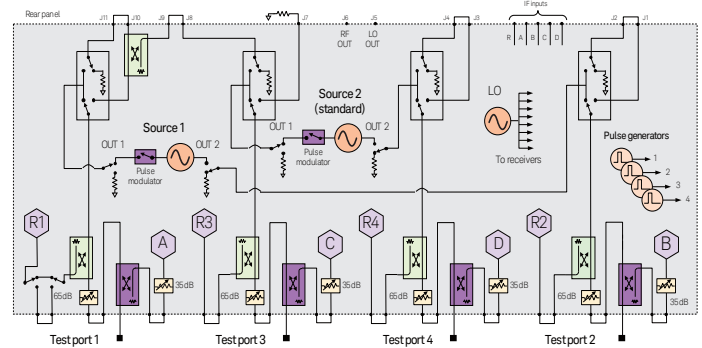 Rear panel
J11
J10
J9
J8
J7
J6
J5
J4
J3
IF inputs
J2
J1
RF
OUT
LO
OUT
R
A
B
C
D
Source 1
OUT 1
OUT 2
Pulse
modulator
Source 2
(standard)
OUT 1
OUT 2
Pulse
modulator
LO
To receivers
Pulse generators
1
2
3
4
R1
A
R3
C
R4
D
R2
B
65dB
35dB
65dB
35dB
65dB
35dB
65dB
35dB
Test port 1
Test port 3
Test port 4
Test port 2